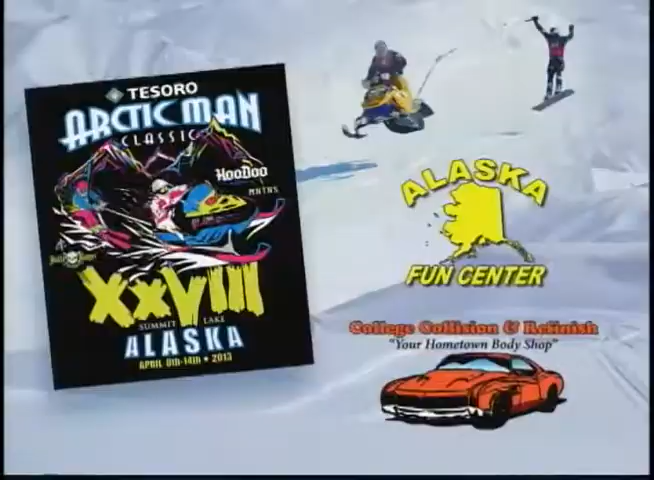 TESORO
ARCTIC MAN
CLASSIC
HOODOO
MNTNS
XXVIII
SUMMIT LAKE
ALASKA
APRIL 8TH-14TH • 2013
ALASKA
FUN CENTER
College Collision & Refinish
"Your Hometown Body Shop"